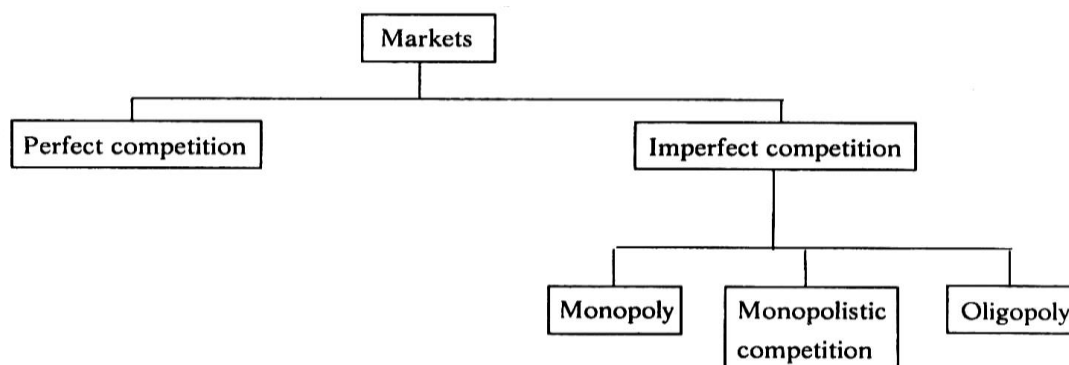 Markets
Perfect competition
Imperfect competition
Monopoly
Monopolistic
competition
Oligopoly